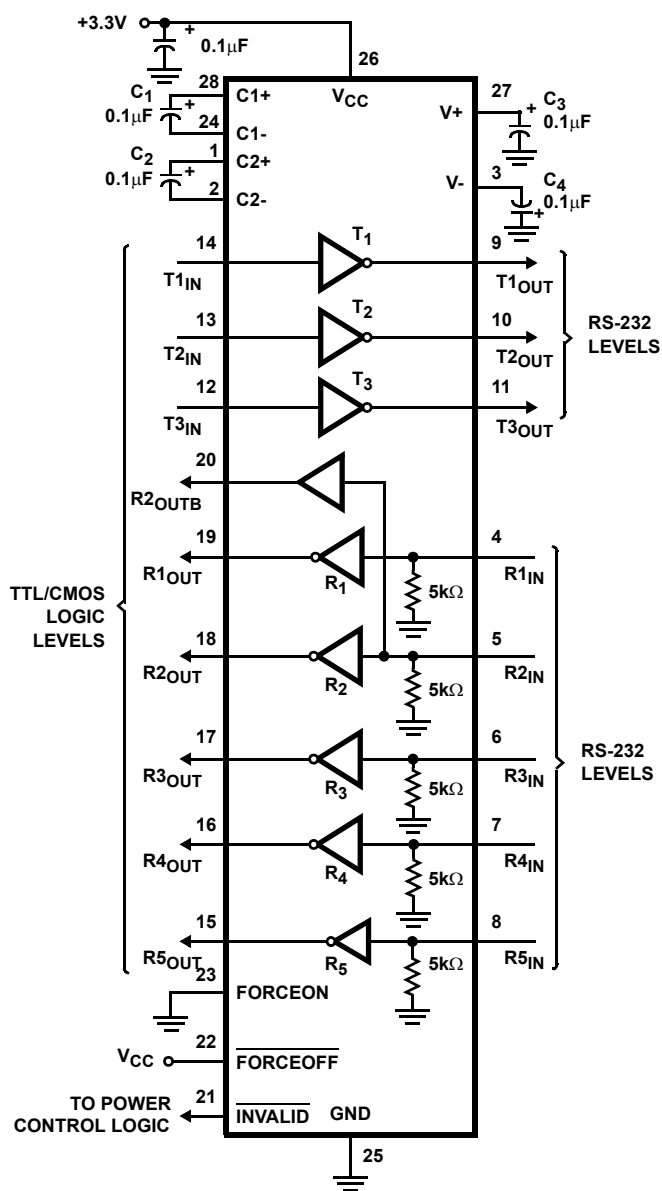 +3.3V
0.1μF
26
28
C1+
VCC
27
C1
0.1μF
24
C1-
V+
C3
0.1μF
1
C2+
C2
0.1μF
2
C2-
3
V-
C4
0.1μF
14
T1
9
T1IN
T1OUT
13
T2
10
T2IN
T2OUT
RS-232
LEVELS
12
T3
11
T3IN
T3OUT
20
R2OUTB
19
4
R1OUT
R1
5kΩ
R1IN
TTL/CMOS
LOGIC
LEVELS
18
5
R2OUT
R2
5kΩ
R2IN
17
6
R3OUT
R3
5kΩ
R3IN
RS-232
LEVELS
16
7
R4OUT
R4
5kΩ
R4IN
15
8
R5OUT
R5
5kΩ
R5IN
23
FORCEON
22
VCC
FORCEOFF
21
TO POWER
CONTROL LOGIC
INVALID
GND
25
+
+
+
+
+